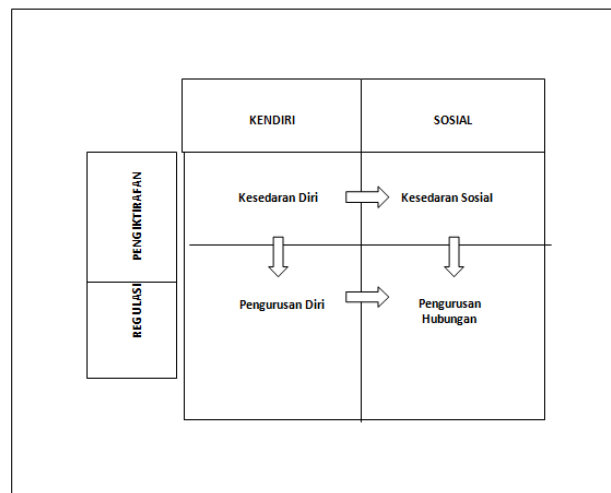 KENDIRI
SOSIAL
PENGIKTIRAFAN
Kesedaran Diri
Kesedaran Sosial
REGULASI
Pengurusan Diri
Pengurusan
Hubungan